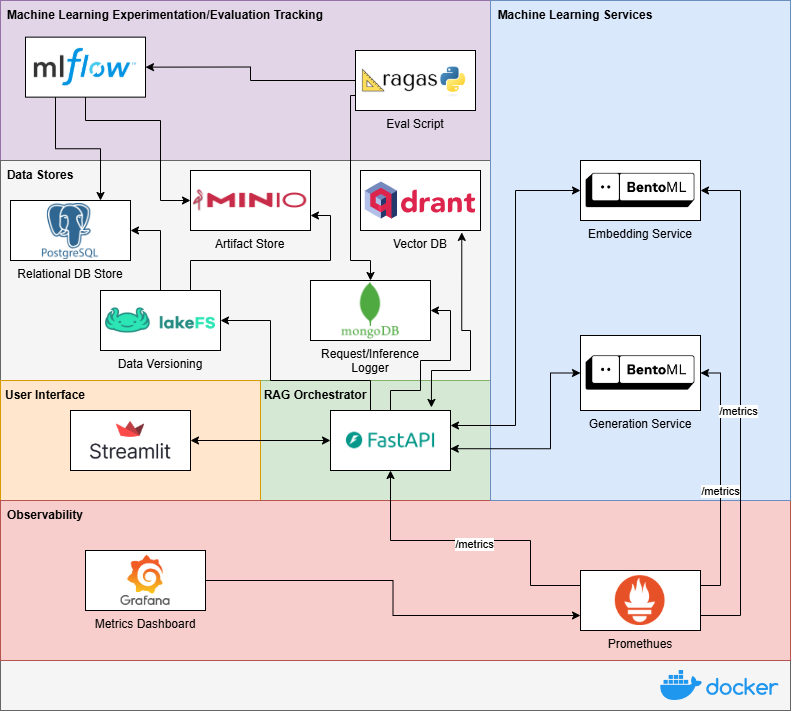 Machine Learning Experimentation/Evaluation Tracking
Machine Learning Services
mlflow
ragas
Eval Script
Data Stores
MINIO
Artifact Store
qdrant
Vector DB
BentoML
Embedding Service
PostgreSQL
Relational DB Store
lakeFS
Data Versioning
mongoDB
Request/Inference
Logger
BentoML
Generation Service
User Interface
Streamlit
RAG Orchestrator
FastAPI
/metrics
/metrics
/metrics
Observability
Grafana
Metrics Dashboard
Promethues
docker